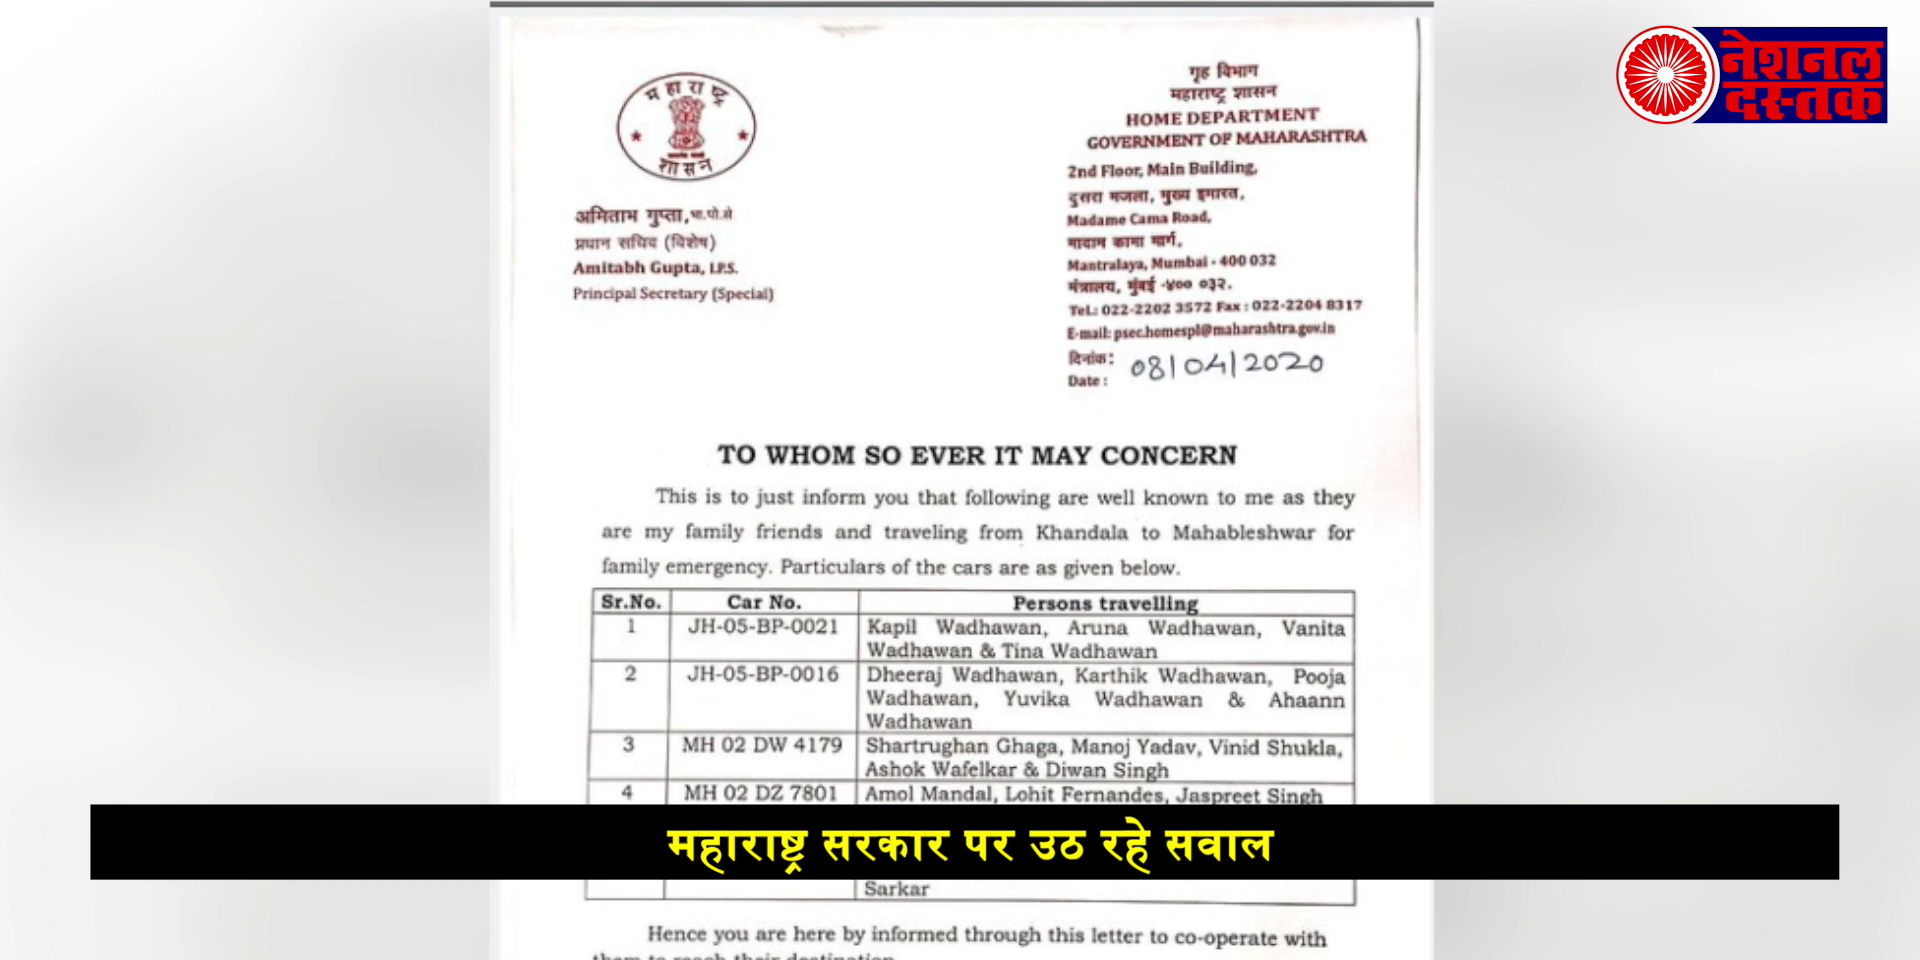 नेशनल
दस्तक
महाराष्ट्र
शासन
अमिताभ गुप्ता, भा.पो.से
प्रधान सचिव (विशेष)
Amitabh Gupta, I.P.S.
Principal Secretary (Special)
गृह विभाग
महाराष्ट्र शासन
HOME DEPARTMENT
GOVERNMENT OF MAHARASHTRA
2nd Floor, Main Building,
दुसरा मजला, मुख्य इमारत,
Madame Cama Road,
मादाम कामा मार्ग,
Mantralaya, Mumbai - 400 032
मंत्रालय, मुंबई -४०० ०३२.
Tel.: 022-2202 3572 Fax : 022-2204 8317
E-mail: psec.homespl@maharashtra.gov.in
दिनांक:
Date : 08/04/2020
TO WHOM SO EVER IT MAY CONCERN
This is to just inform you that following are well known to me as they
are my family friends and traveling from Khandala to Mahableshwar for
family emergency. Particulars of the cars are as given below.
Sr.No. Car No. Persons travelling
1 JH-05-BP-0021 Kapil Wadhawan, Aruna Wadhawan, Vanita
Wadhawan & Tina Wadhawan
2 JH-05-BP-0016 Dheeraj Wadhawan, Karthik Wadhawan, Pooja
Wadhawan, Yuvika Wadhawan & Ahaann
Wadhawan
3 MH 02 DW 4179 Shartrughan Ghaga, Manoj Yadav, Vinid Shukla,
Ashok Wafelkar & Diwan Singh
4 MH 02 DZ 7801 Amol Mandal, Lohit Fernandes, Jaspreet Singh
महाराष्ट्र सरकार पर उठ रहे सवाल
Sarkar
Hence you are here by informed through this letter to co-operate with
them to reach their destination.